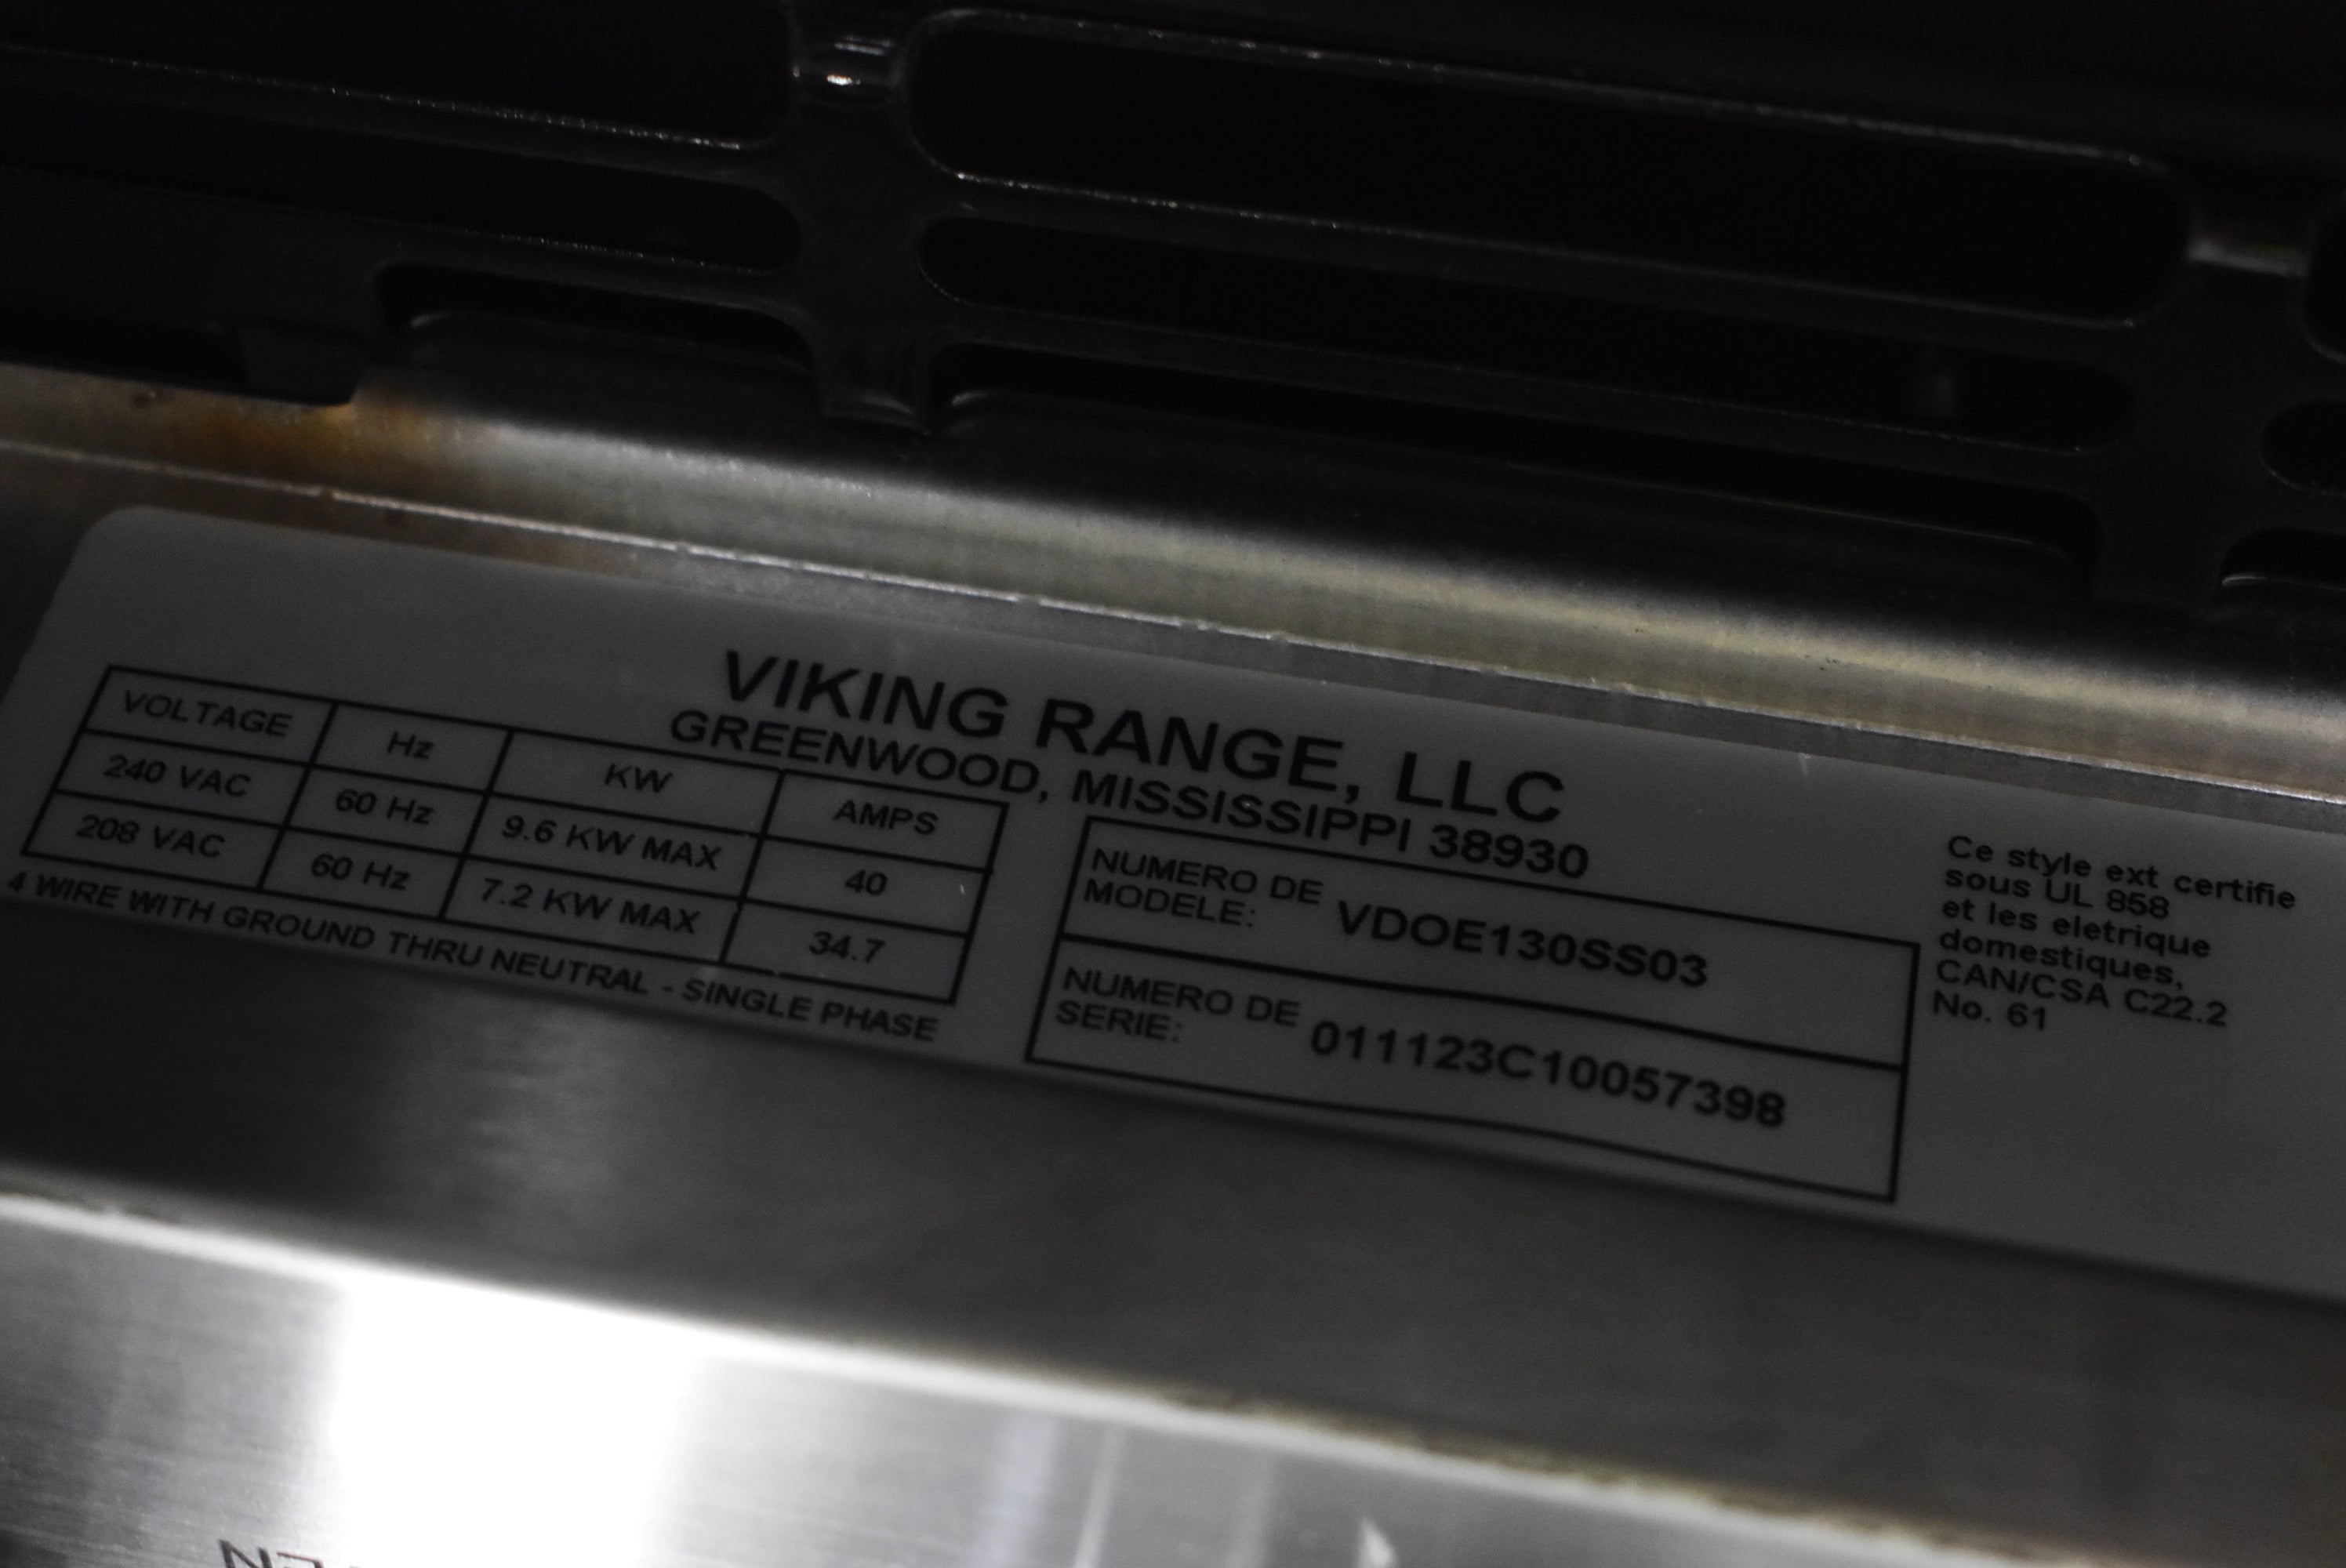 VIKING RANGE, LLC
GREENWOOD, MISSISSIPPI 38930
VOLTAGE Hz KW AMPS
240 VAC 60 Hz 9.6 KW MAX 40
208 VAC 60 Hz 7.2 KW MAX 34.7
4 WIRE WITH GROUND THRU NEUTRAL - SINGLE PHASE
NUMERO DE
MODELE: VDOE130SS03
NUMERO DE
SERIE: 011123C10057398
Ce style ext certifie
sous UL 858
et les eletrique
domestiques,
CAN/CSA C22.2
No. 61